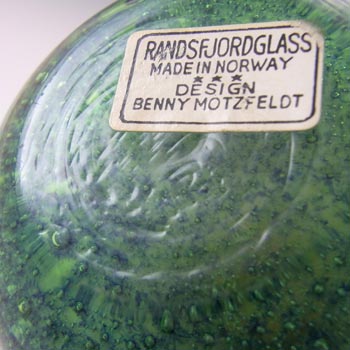 RANDSFJORDGLASS
MADE IN NORWAY
DESIGN
BENNY MOTZFELDT